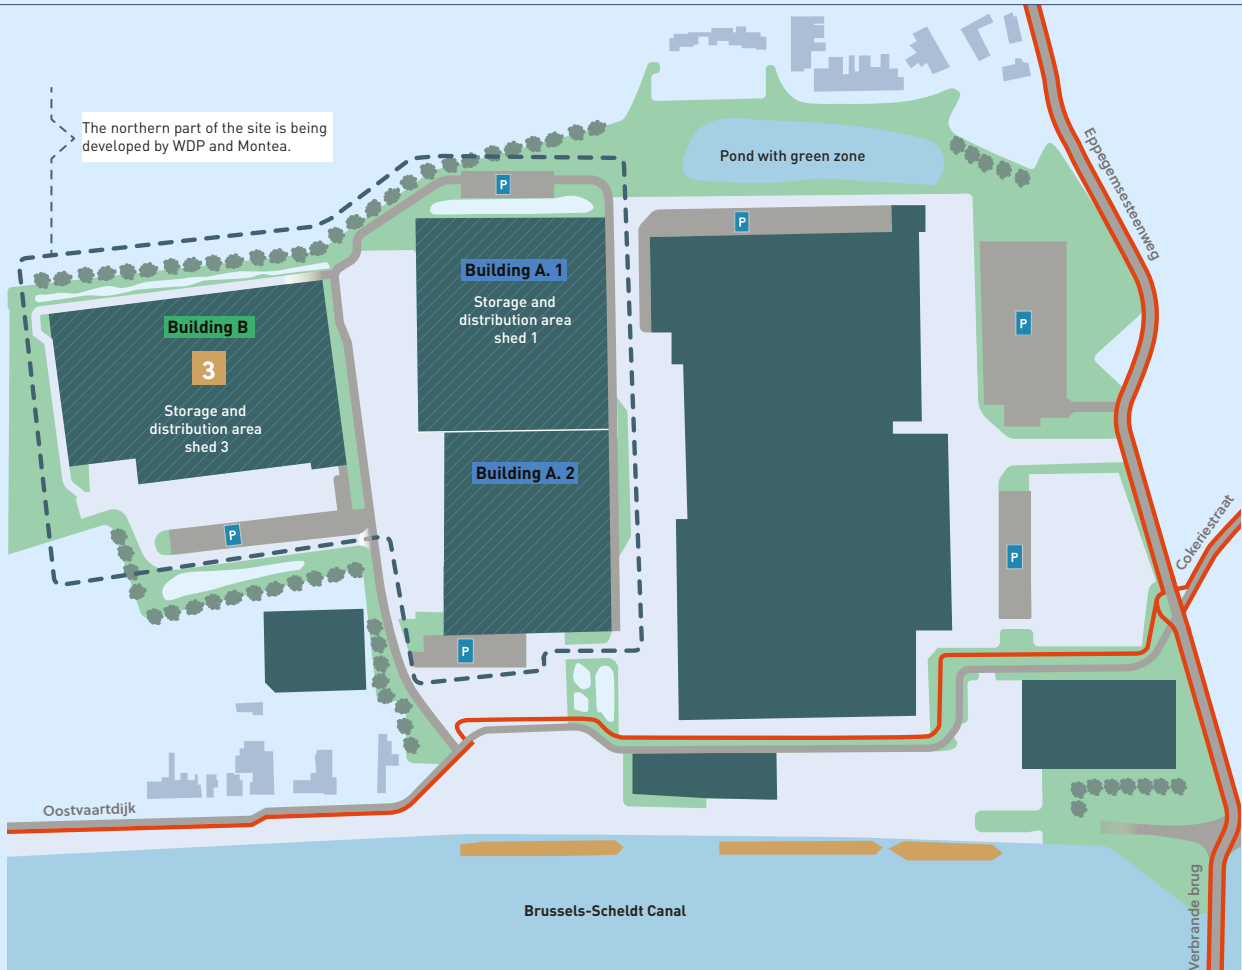 The northern part of the site is being
developed by WDP and Montea.
Pond with green zone
Eppegemsesteenweg
P
P
Building A. 1
Storage and
distribution area
shed 1
Building B
3
Storage and
distribution area
shed 3
P
Building A. 2
Cokeriestraat
P
P
P
Oostvaartdijk
Verbrande brug
Brussels-Scheldt Canal